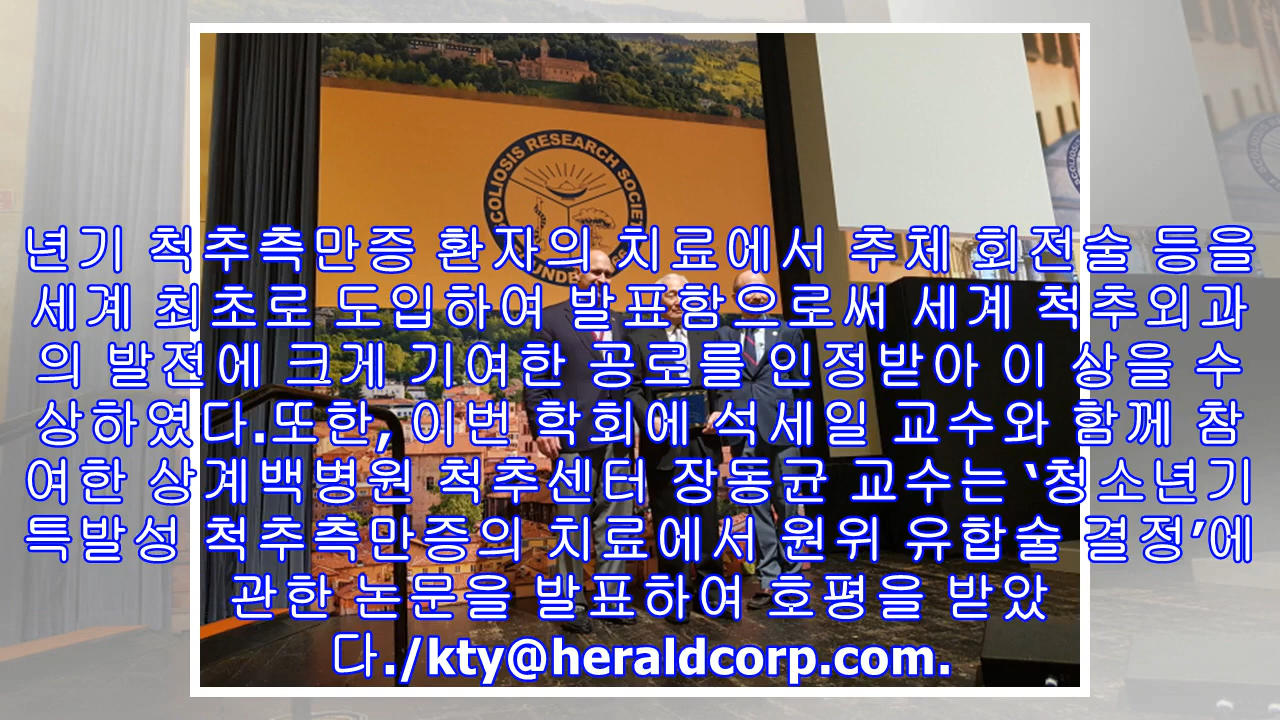 SCOLIOSIS RESEARCH SOCIETY
년기 척추측만증 환자의 치료에서 추체 회전술 등을
세계 최초로 도입하여 발표함으로써 세계 척추외과
의 발전에 크게 기여한 공로를 인정받아 이 상을 수
상하였다.또한, 이번 학회에 석세일 교수와 함께 참
여한 상계백병원 척추센터 장동균 교수는 ‘청소년기
특발성 척추측만증의 치료에서 원위 유합술 결정’에
관한 논문을 발표하여 호평을 받았
다./kty@heraldcorp.com.